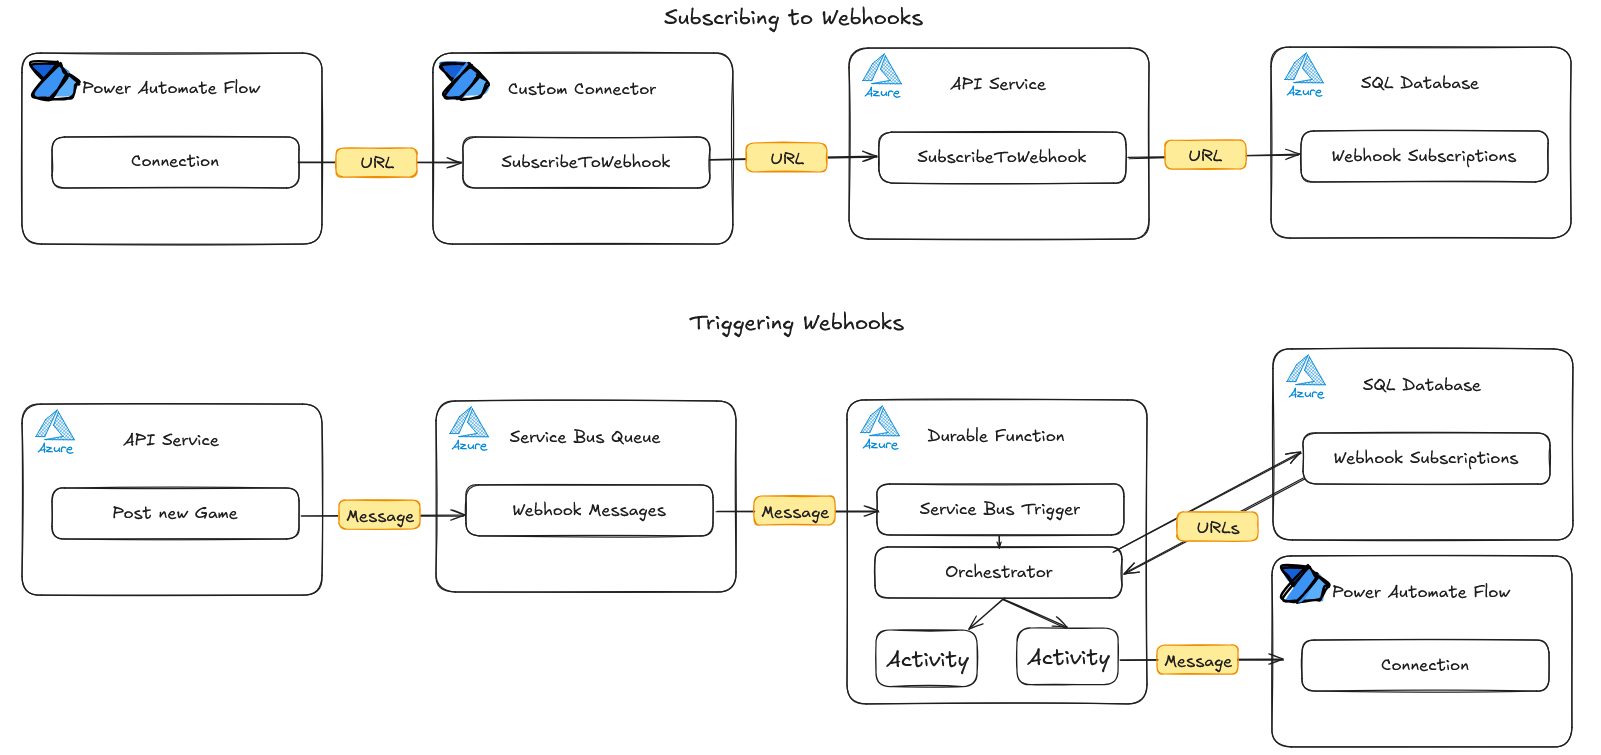 Subscribing to Webhooks
Power Automate Flow
Connection
URL
Custom Connector
SubscribeToWebhook
URL
Azure
API Service
SubscribeToWebhook
URL
Azure
SQL Database
Webhook Subscriptions
Triggering Webhooks
Azure
API Service
Post new Game
Message
Azure
Service Bus Queue
Webhook Messages
Message
Azure
Durable Function
Service Bus Trigger
Orchestrator
Activity
Activity
URLs
Azure
SQL Database
Webhook Subscriptions
Message
Power Automate Flow
Connection